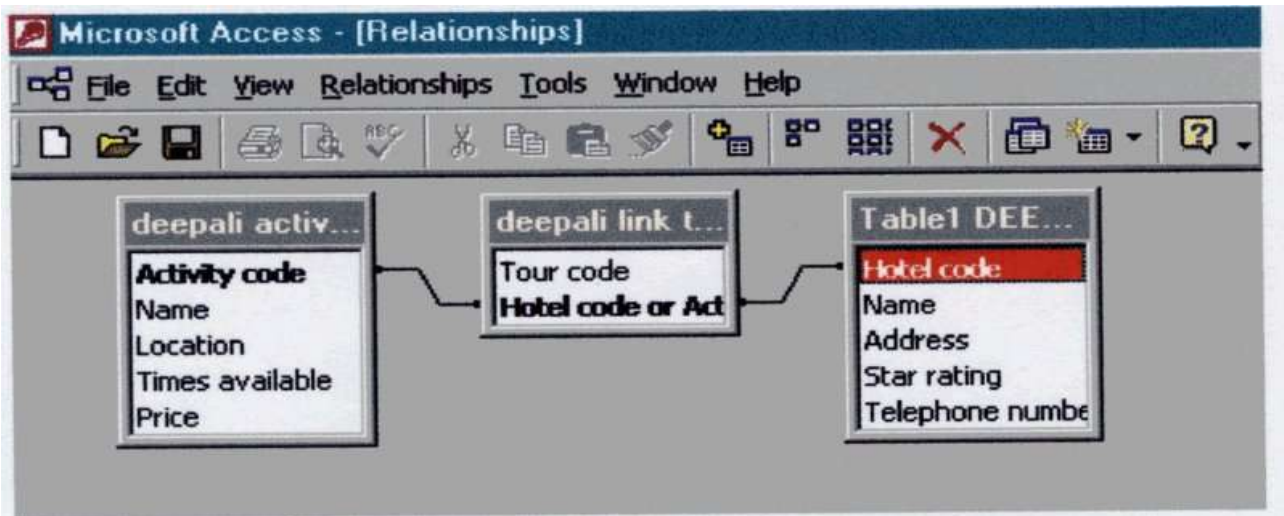 Microsoft Access - [Relationships]
File Edit View Relationships Tools Window Help
ABC
deepali activ...
Activity code
Name
Location
Times available
Price
deepali link t...
Tour code
Hotel code or Act
Table1 DEE...
Hotel code
Name
Address
Star rating
Telephone numbe